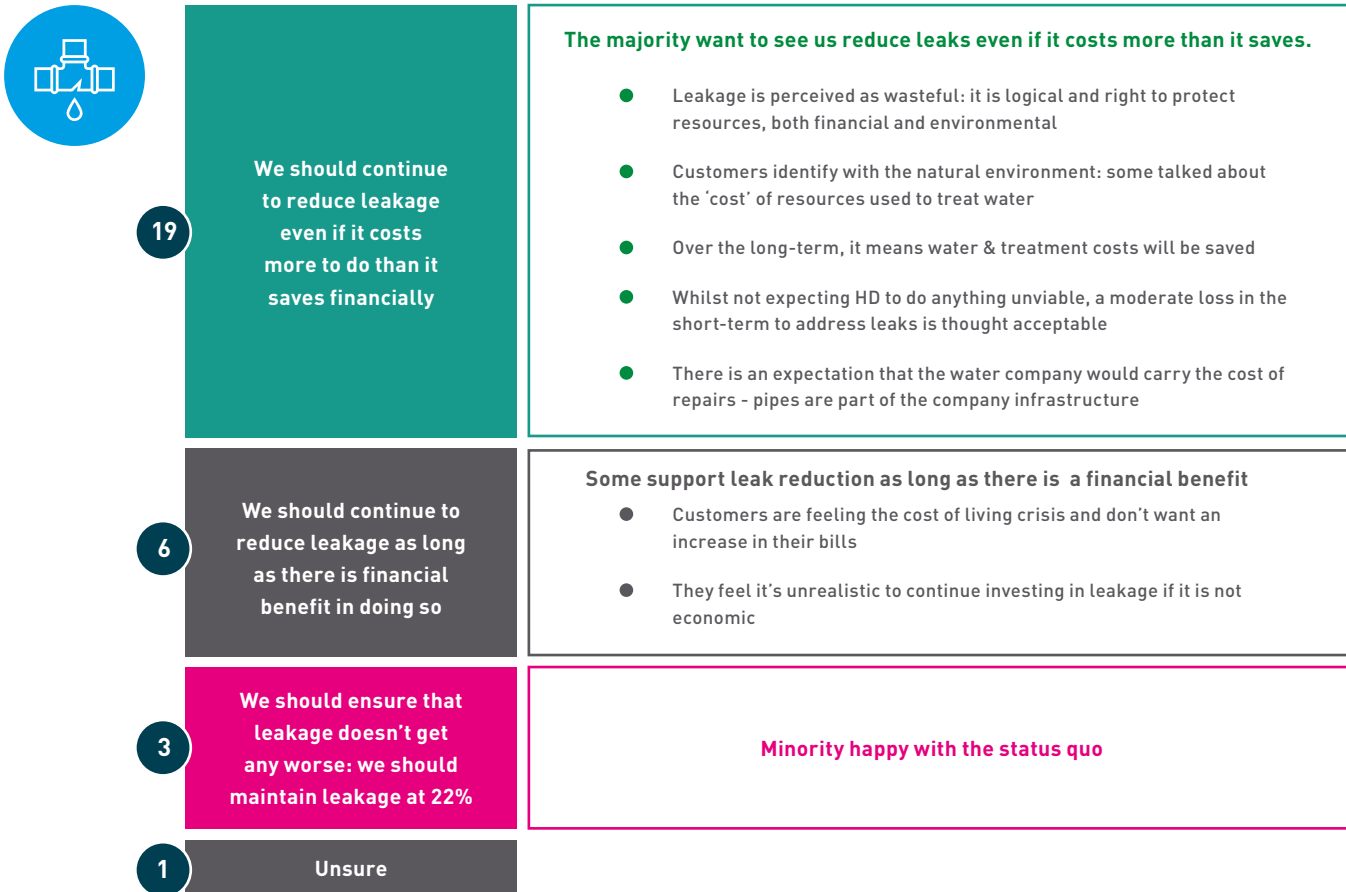 The majority want to see us reduce leaks even if it costs more than it saves.
19
We should continue
to reduce leakage
even if it costs
more to do than it
saves financially
● Leakage is perceived as wasteful: it is logical and right to protect
resources, both financial and environmental
● Customers identify with the natural environment: some talked about
the ‘cost’ of resources used to treat water
● Over the long-term, it means water & treatment costs will be saved
● Whilst not expecting HD to do anything unviable, a moderate loss in the
short-term to address leaks is thought acceptable
● There is an expectation that the water company would carry the cost of
repairs - pipes are part of the company infrastructure
6
We should continue to
reduce leakage as long
as there is financial
benefit in doing so
Some support leak reduction as long as there is a financial benefit
● Customers are feeling the cost of living crisis and don’t want an
increase in their bills
● They feel it’s unrealistic to continue investing in leakage if it is not
economic
3
We should ensure that
leakage doesn’t get
any worse: we should
maintain leakage at 22%
Minority happy with the status quo
1
Unsure